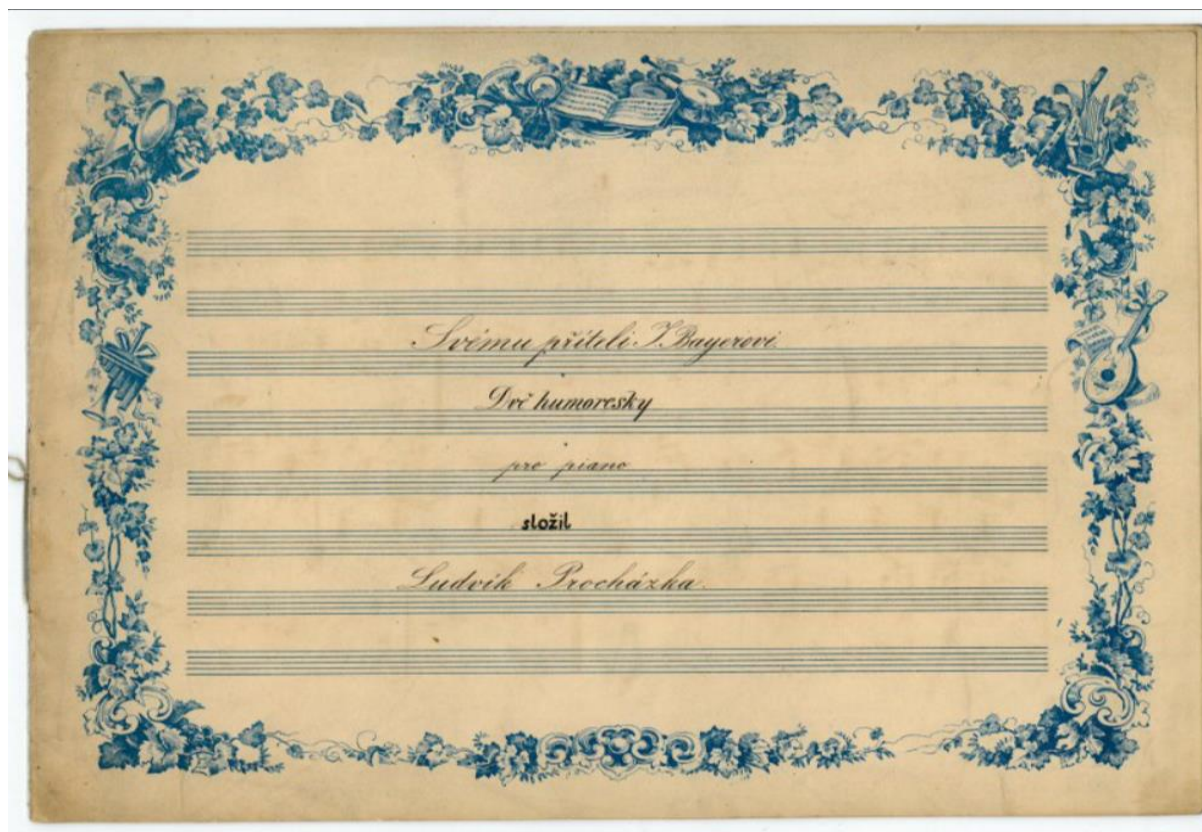 Svému příteli J. Bayerovi.
Dvě humoresky
pro piano
složil
Ludvík Procházka.